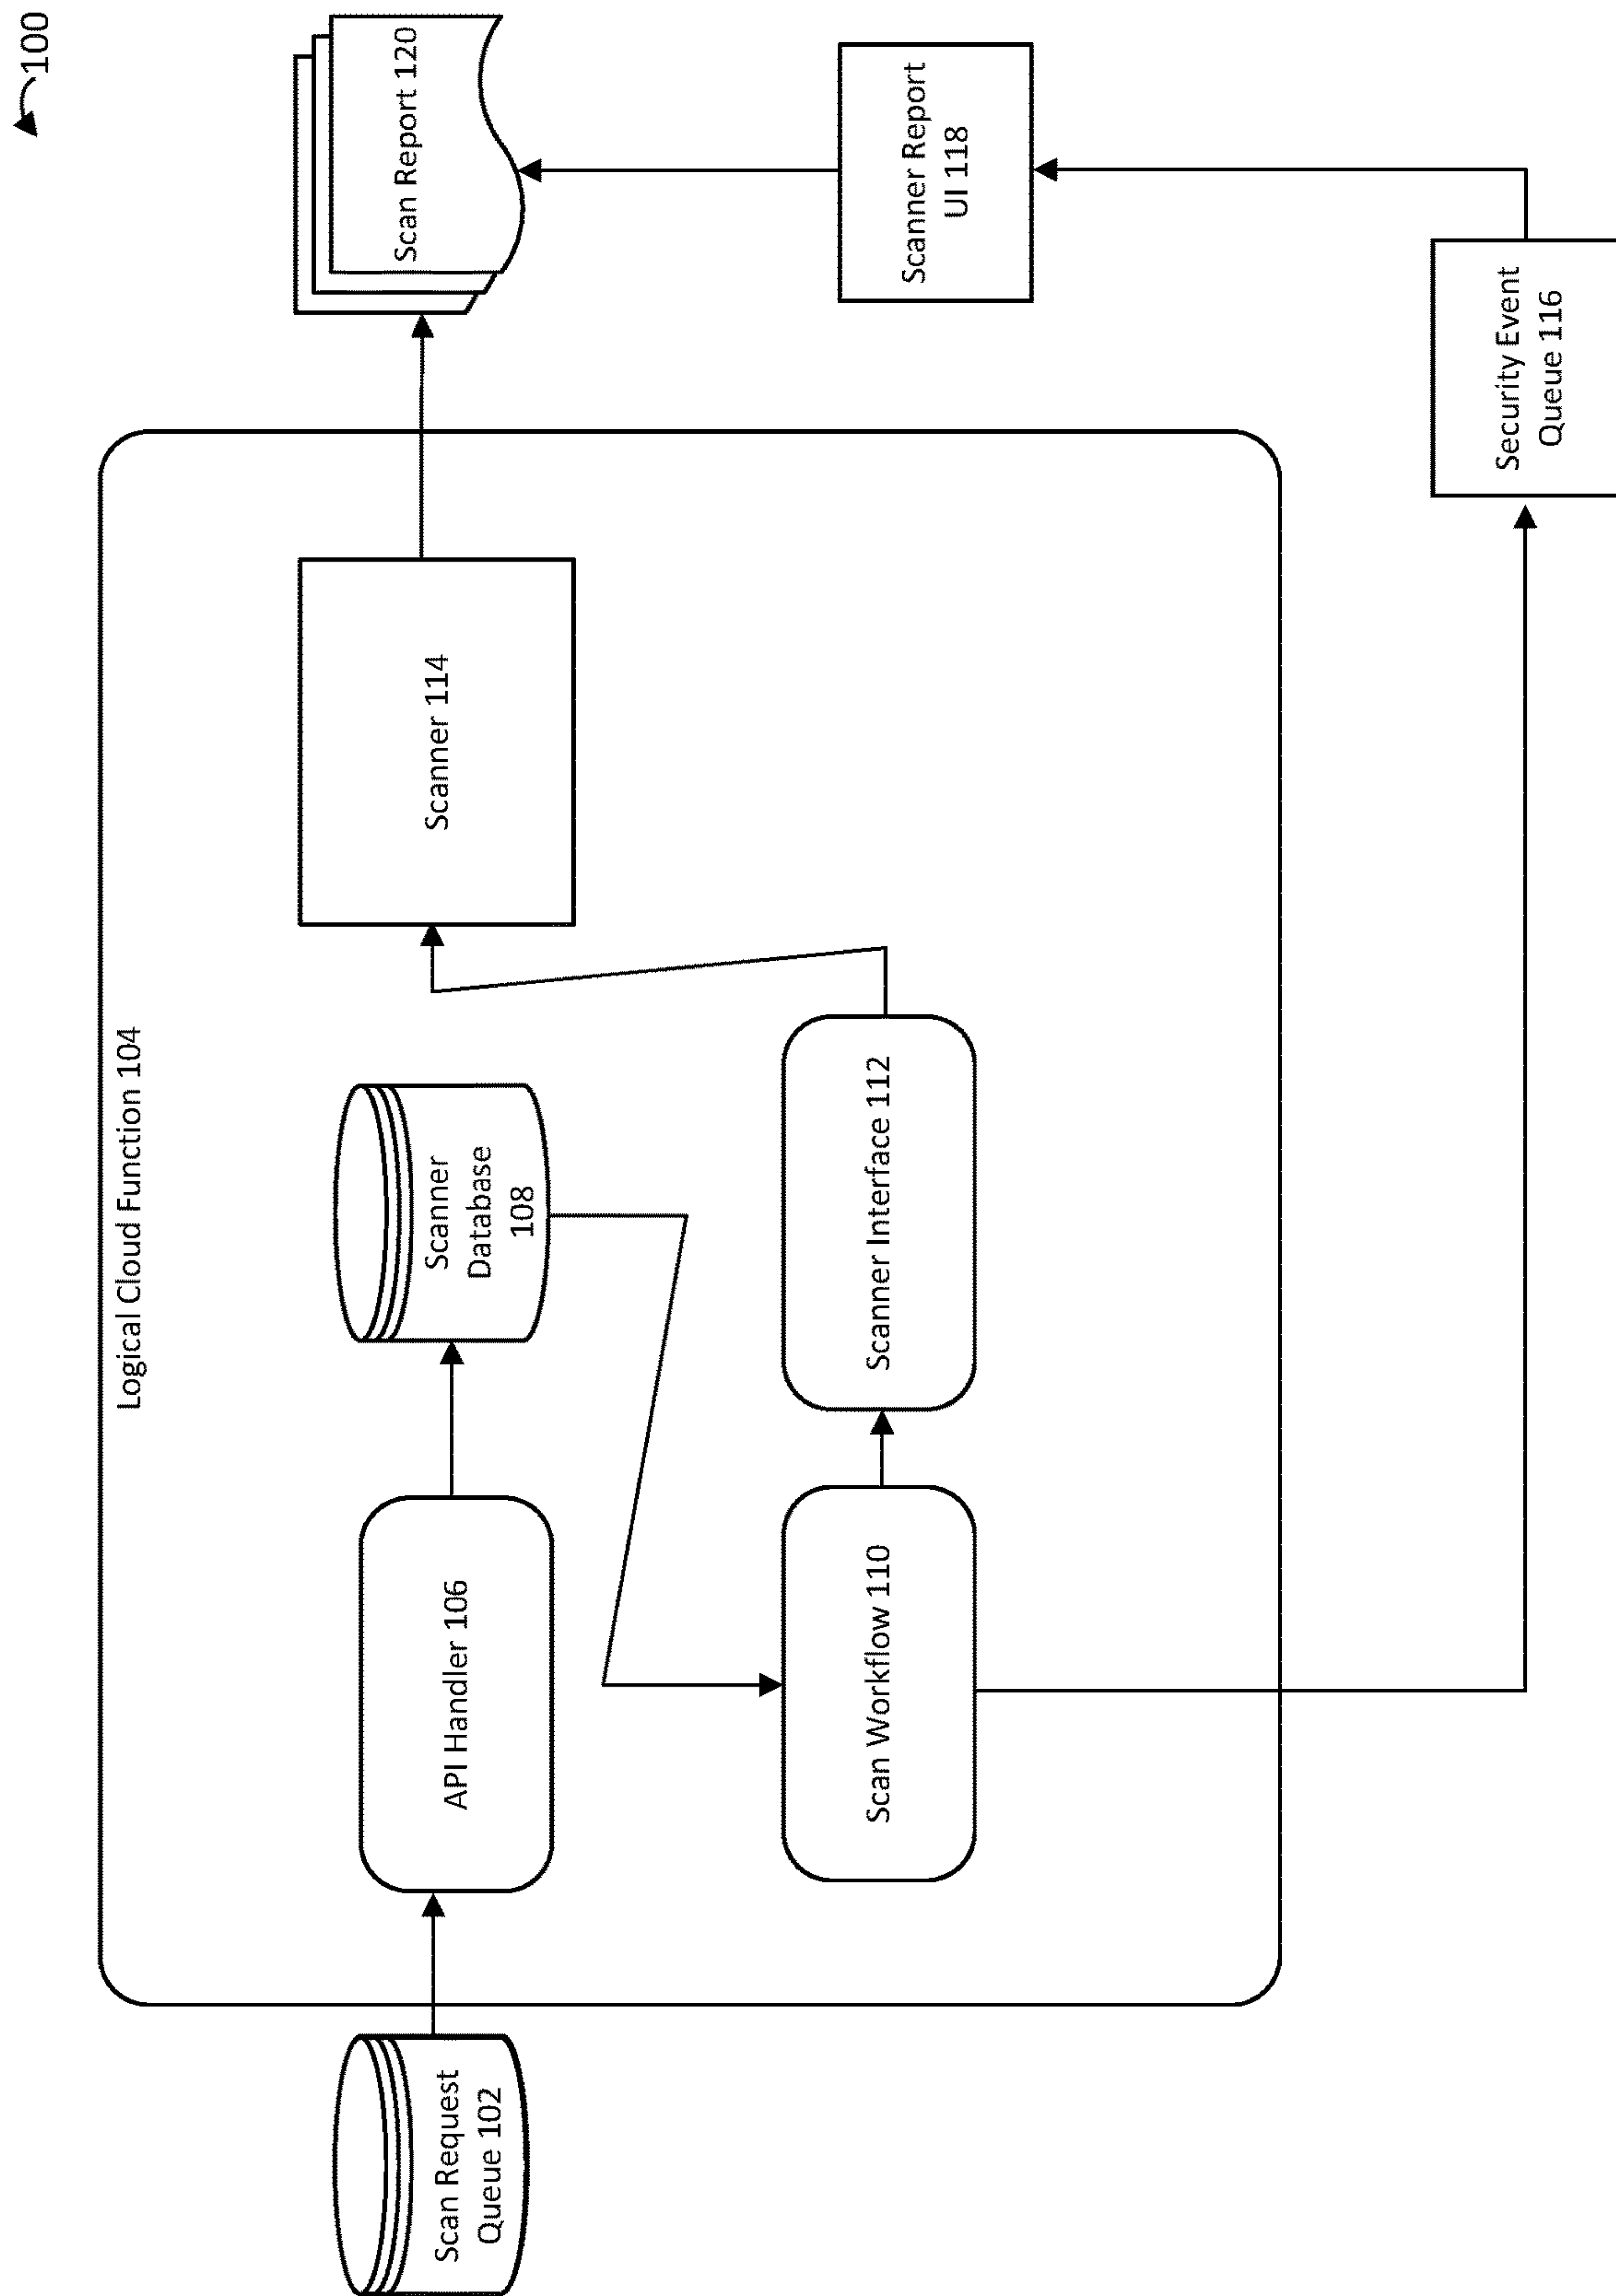 100
Logical Cloud Function 104
Scan Request
Queue 102
API Handler 106
Scanner
Database
108
Scanner 114
Scan Report 120
Scan Workflow 110
Scanner Interface 112
Scanner Report
UI 118
Security Event
Queue 116